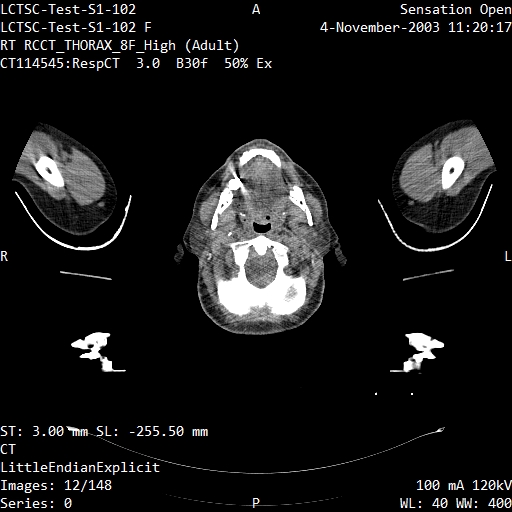 LCTSC-Test-S1-102
A
Sensation Open
LCTSC-Test-S1-102 F
4-November-2003 11:20:17
RT RCCT_THORAX_8F_High (Adult)
CT114545:RespCT 3.0 B30f 50% Ex
R
L
ST: 3.00 mm SL: -255.50 mm
CT
LittleEndianExplicit
Images: 12/148
100 mA 120kV
Series: 0
P
WL: 40 WW: 400